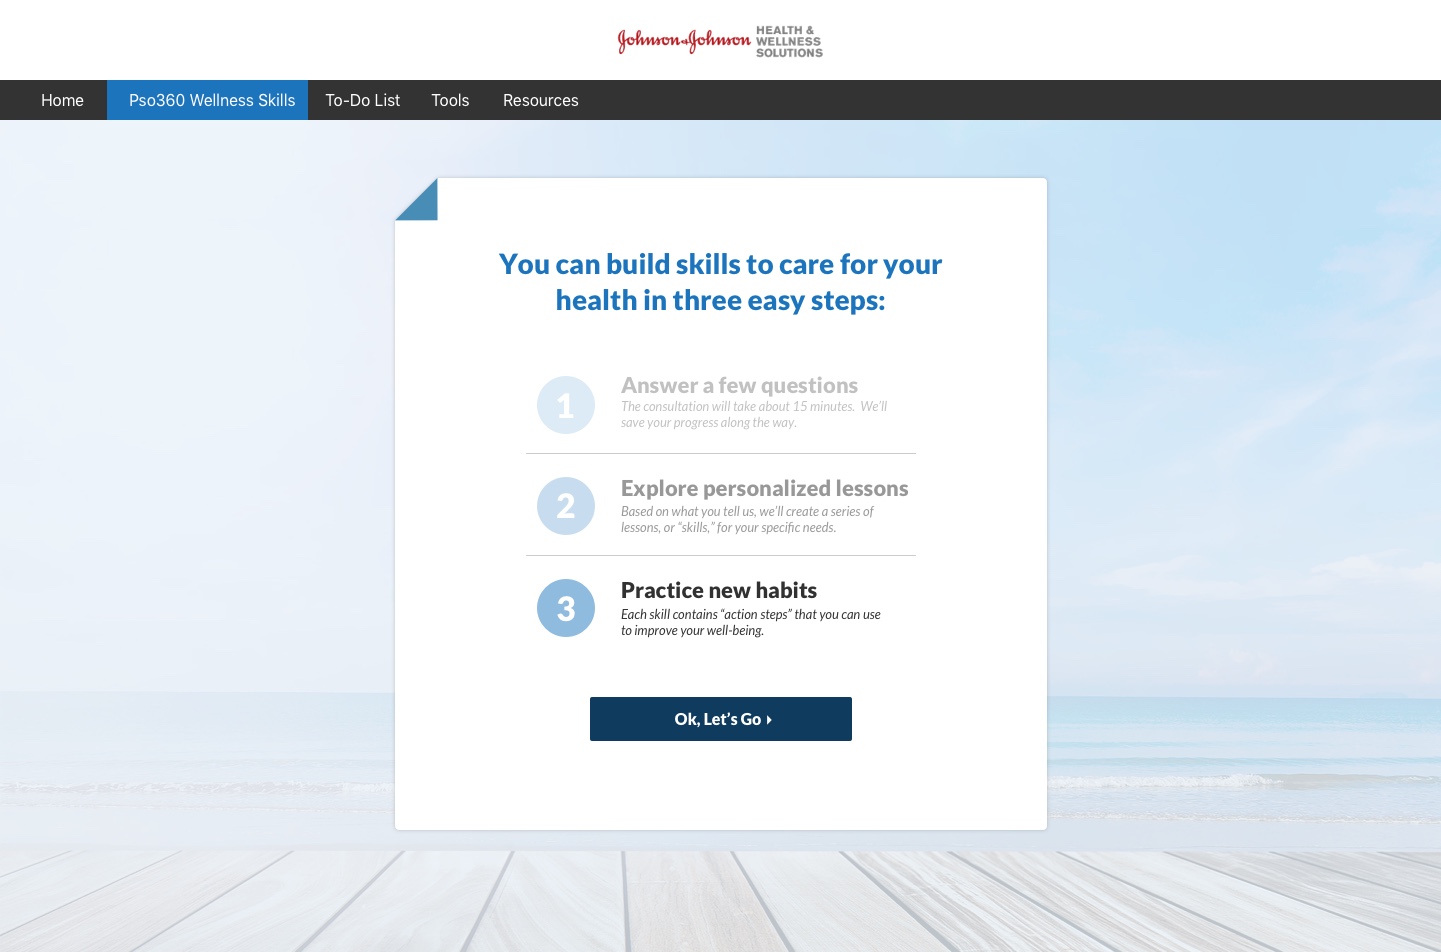 Johnson & Johnson HEALTH &
WELLNESS
SOLUTIONS
Home Pso360 Wellness Skills To-Do List Tools Resources
You can build skills to care for your
health in three easy steps:
1
Answer a few questions
The consultation will take about 15 minutes.  We’ll
save your progress along the way.
2
Explore personalized lessons
Based on what you tell us, we’ll create a series of
lessons, or “skills,” for your specific needs.
3
Practice new habits
Each skill contains “action steps” that you can use
to improve your well-being.
Ok, Let’s Go